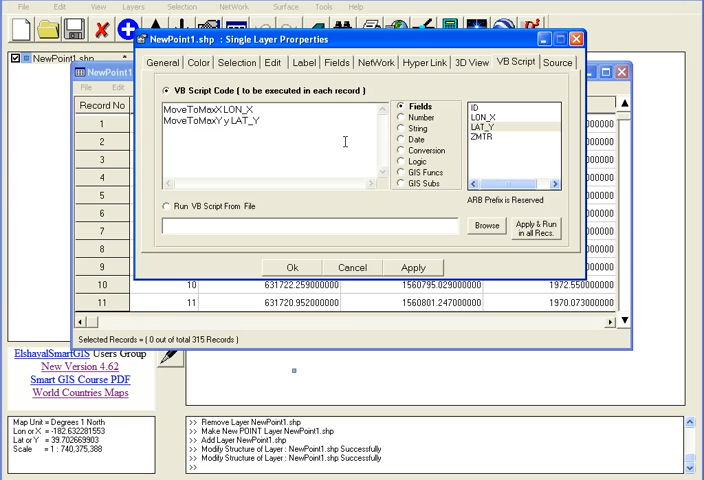 File Edit View Layers Selection NetWork Surface Tools Help
NewPoint1.shp
NewPoint1.shp : Single Layer Prorperties
General Color Selection Edit Label Fields NetWork Hyper Link 3D View VB Script Source
VB Script Code ( to be executed in each record )
MoveToMaxX LON_X
MoveToMaxY y LAT_Y
Fields
Number
String
Date
Conversion
Logic
GIS Funcs
GIS Subs
ID
LON_X
LAT_Y
ZMTR
ARB Prefix is Reserved
Run VB Script From File
Browse
Apply & Run
in all Recs.
Ok Cancel Apply
NewPoint1
File Edit
Record No
1
2
3
4
5
6
7
8
9
10 10 631722.259000000 1560795.029000000 1972.550000000
11 11 631720.952000000 1560801.247000000 1970.073000000
Selected Records = ( 0 out of total 315 Records )
ElshayalSmartGIS Users Group
New Version 4.62
Smart GIS Course PDF
World Countries Maps
Map Unit = Degrees 1 North
Lon or X = -182.632281553
Lat or Y = 39.702669903
Scale = 1 : 740,375,388
>> Remove Layer NewPoint1.shp
>> Make New POINT Layer NewPoint1.shp
>> Add Layer NewPoint1.shp
>> Modify Structure of Layer : NewPoint1.shp Successfully
>> Modify Structure of Layer : NewPoint1.shp Successfully
>>